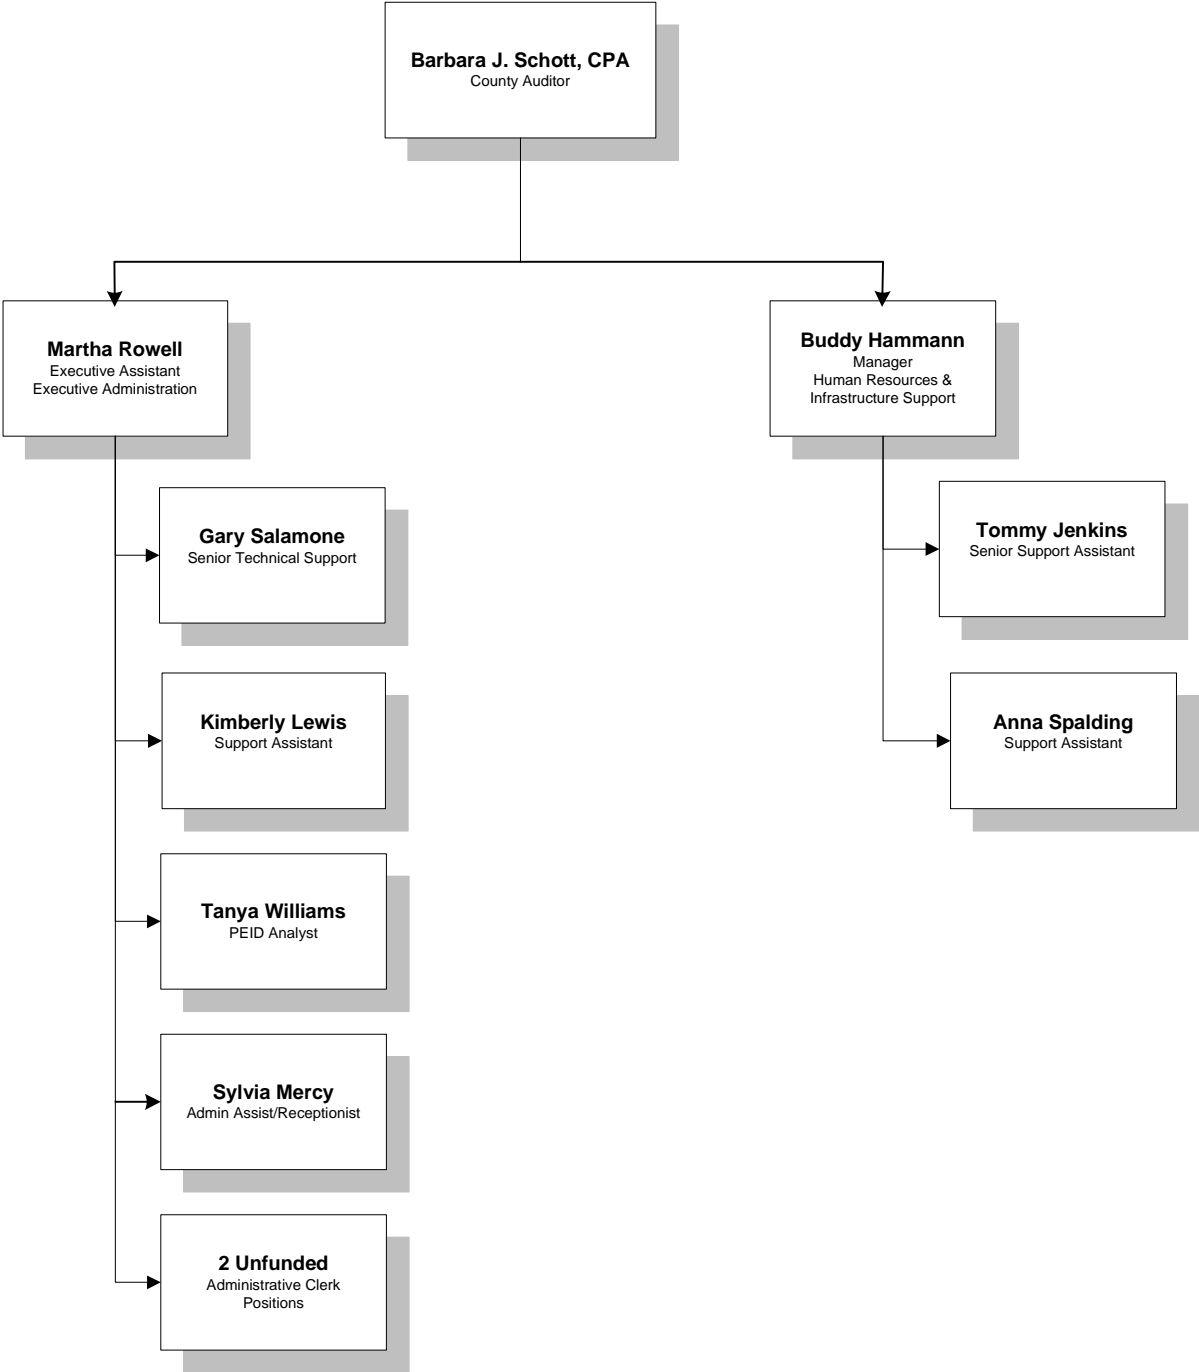 Barbara J. Schott, CPA
County Auditor
Martha Rowell
Executive Assistant
Executive Administration
Buddy Hammann
Manager
Human Resources &
Infrastructure Support
Gary Salamone
Senior Technical Support
Tommy Jenkins
Senior Support Assistant
Kimberly Lewis
Support Assistant
Anna Spalding
Support Assistant
Tanya Williams
PEID Analyst
Sylvia Mercy
Admin Assist/Receptionist
2 Unfunded
Administrative Clerk
Positions